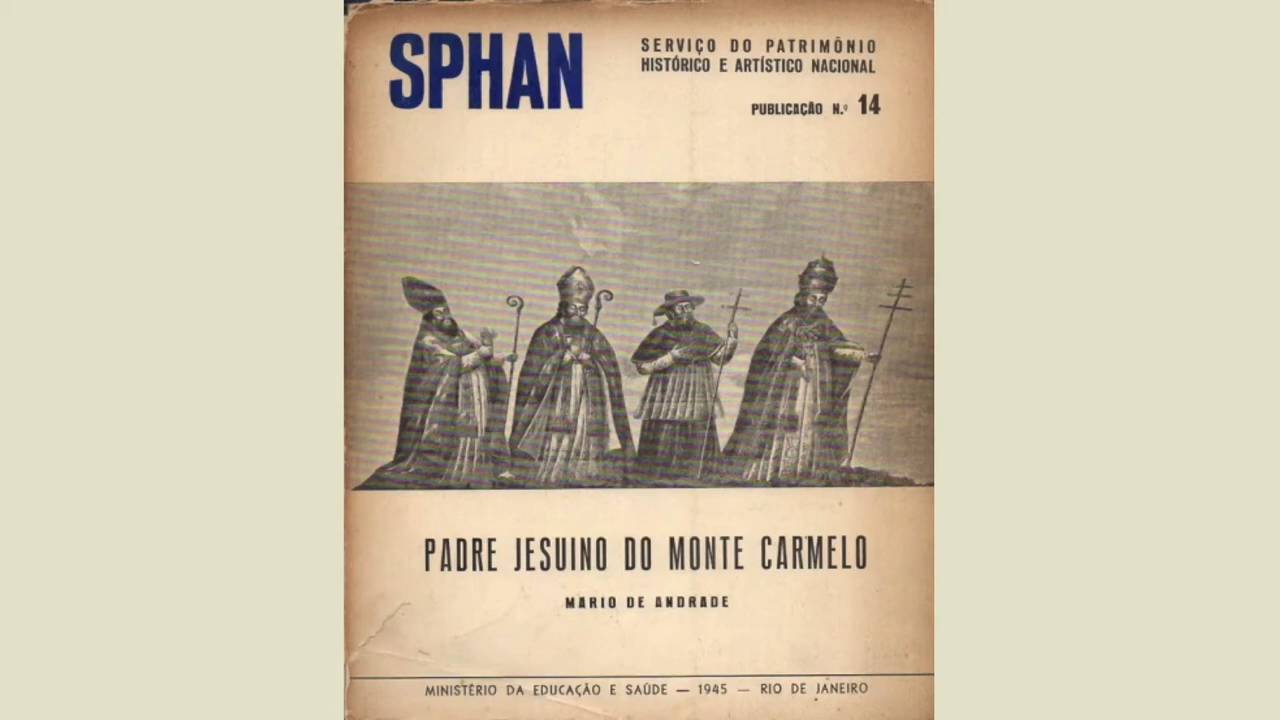 SPHAN
SERVIÇO DO PATRIMÔNIO
HISTÓRICO E ARTÍSTICO NACIONAL
PUBLICAÇÃO N.º 14
PADRE JESUINO DO MONTE CARMELO
MARIO DE ANDRADE
MINISTÉRIO DA EDUCAÇÃO E SAÚDE — 1945 — RIO DE JANEIRO